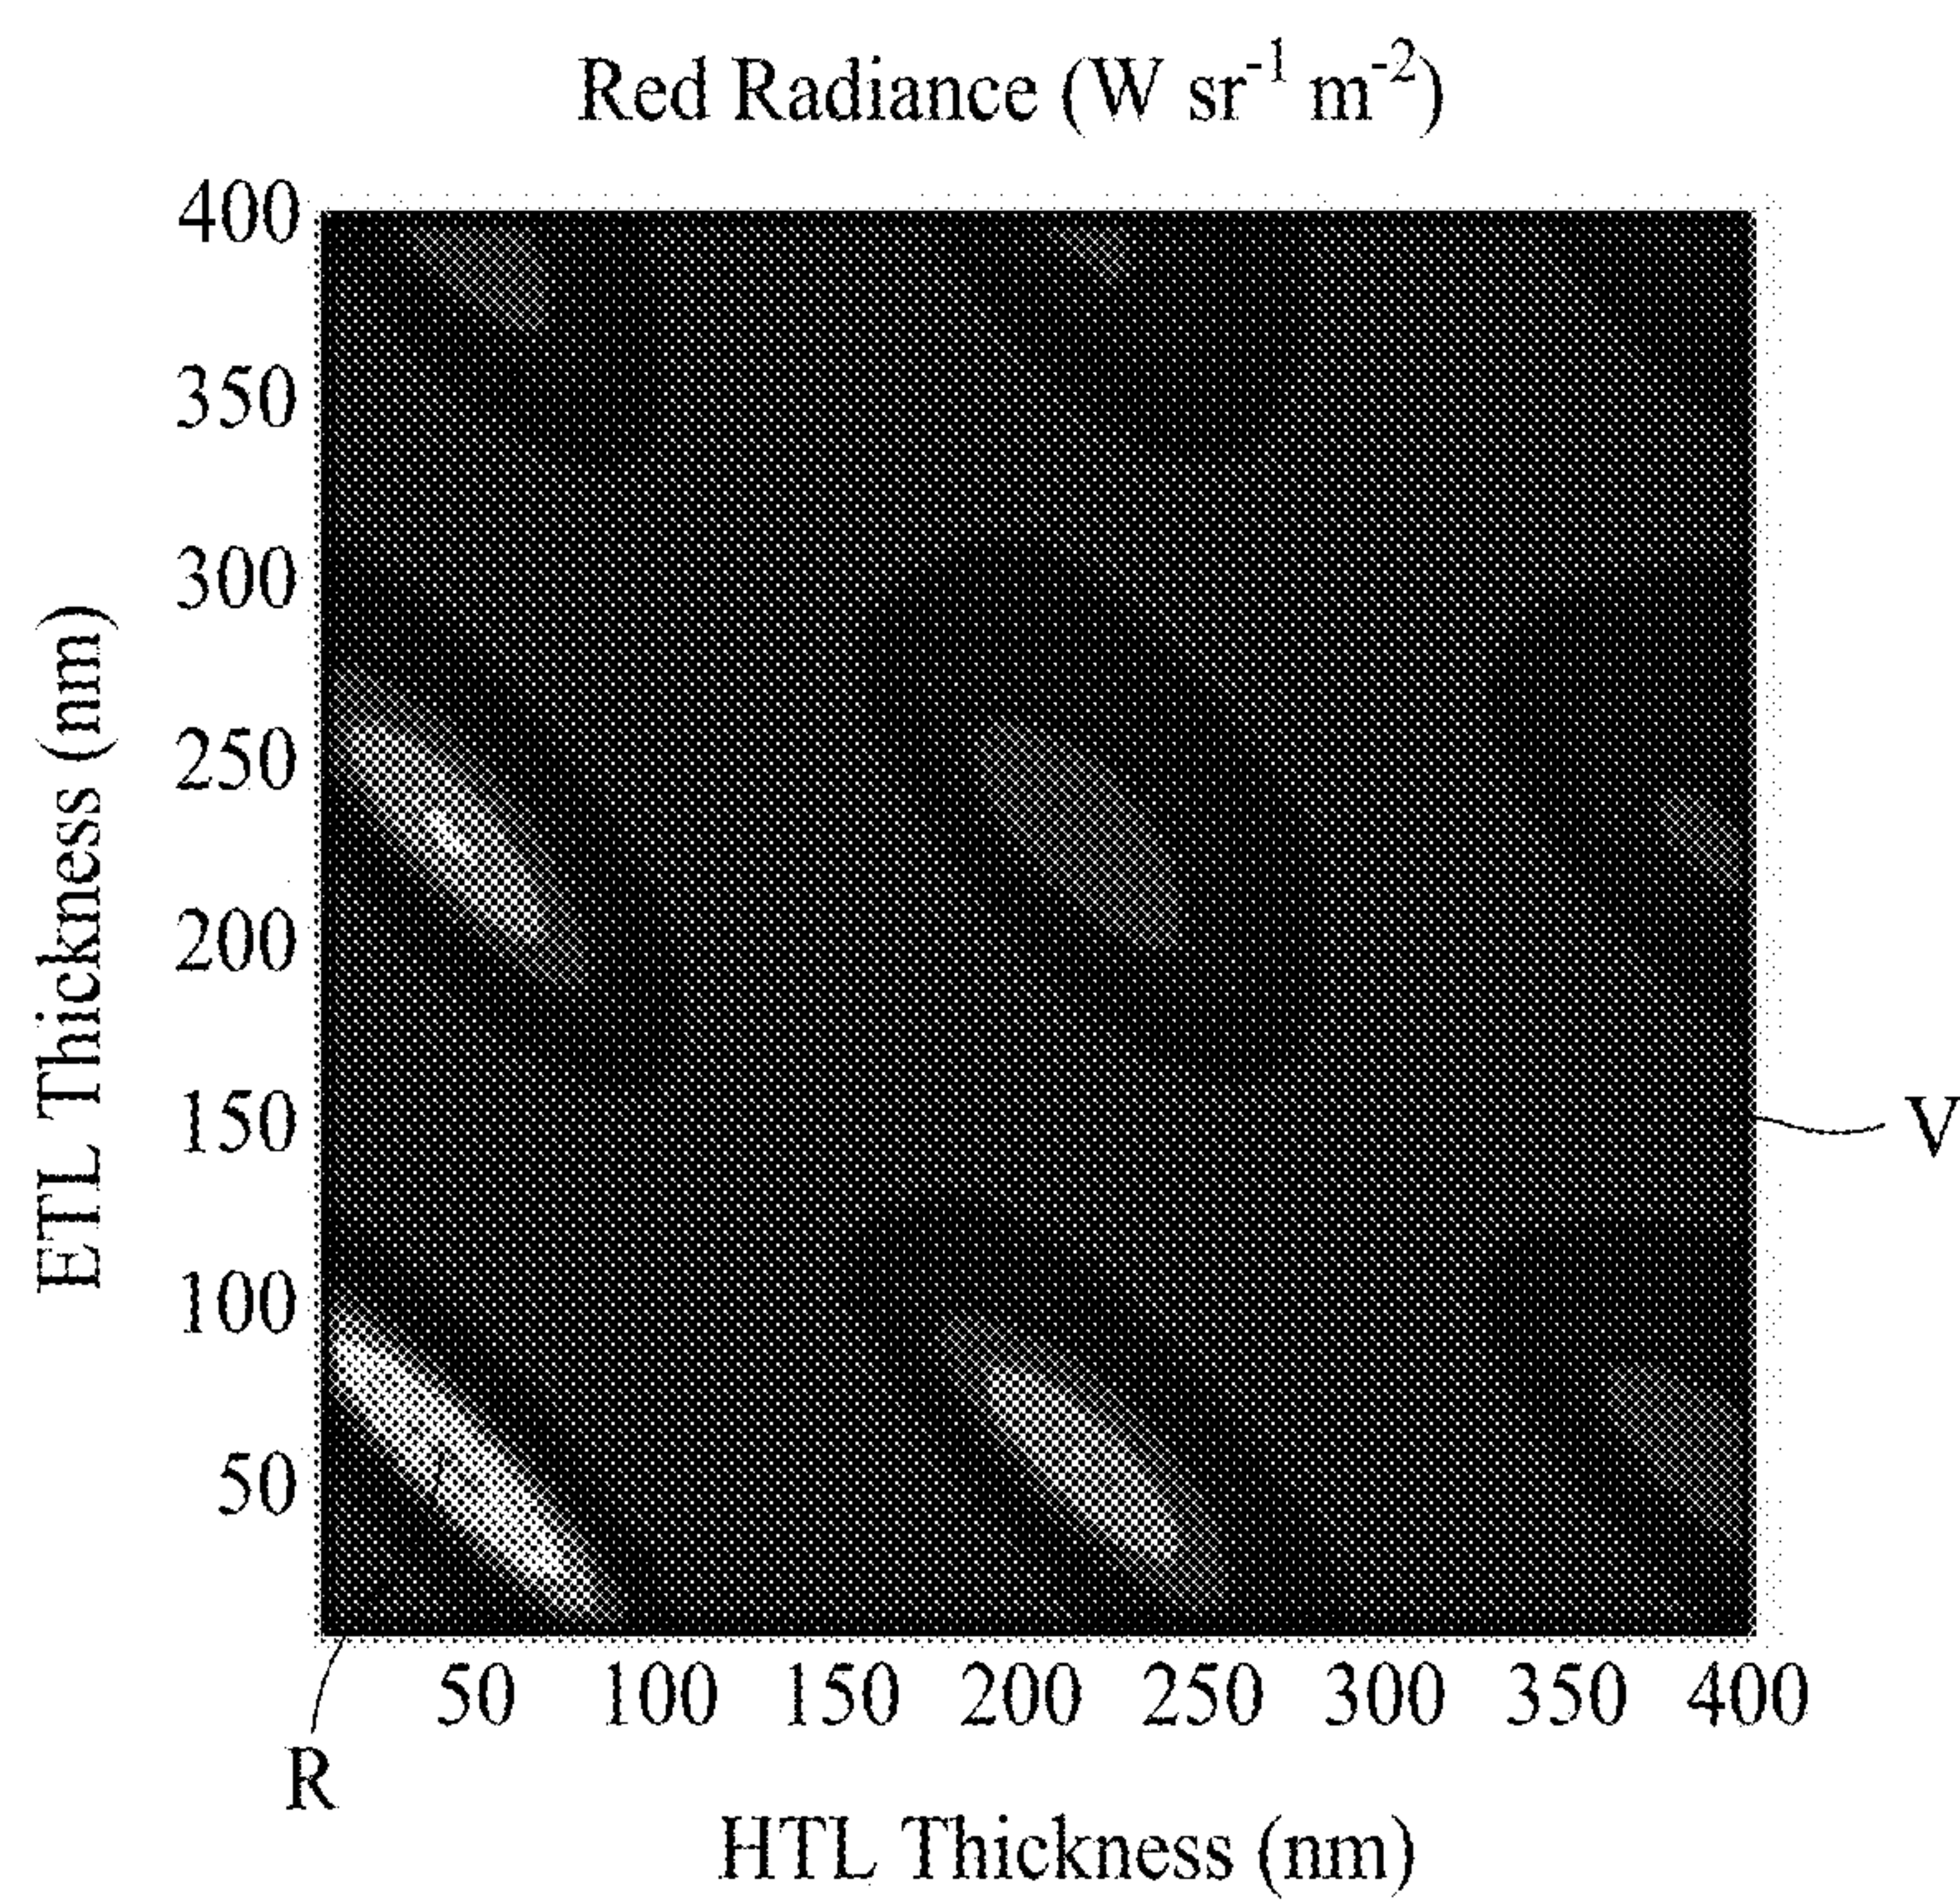 Red Radiance (W sr-1 m-2)
400
350
300
250
200
150
100
50
ETL Thickness (nm)
V
50 100 150 200 250 300 350 400
R
HTL Thickness (nm)